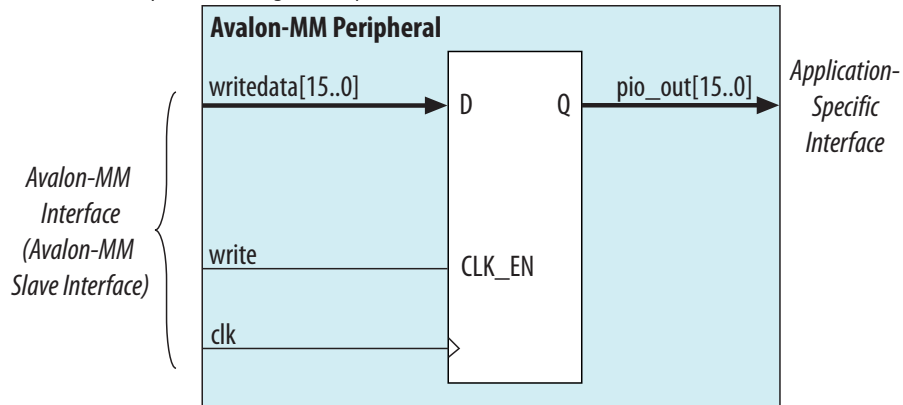 Avalon-MM Peripheral
writedata[15..0]
D
Q
pio_out[15..0]
Application-
Specific
Interface
Avalon-MM
Interface
(Avalon-MM
Slave Interface)
write
CLK_EN
clk